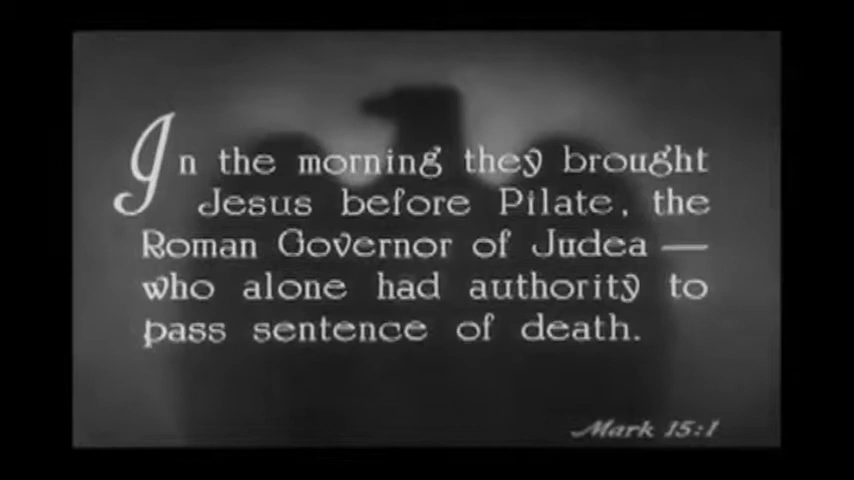 In the morning they brought
Jesus before Pilate, the
Roman Governor of Judea —
who alone had authority to
pass sentence of death.
Mark 15:1